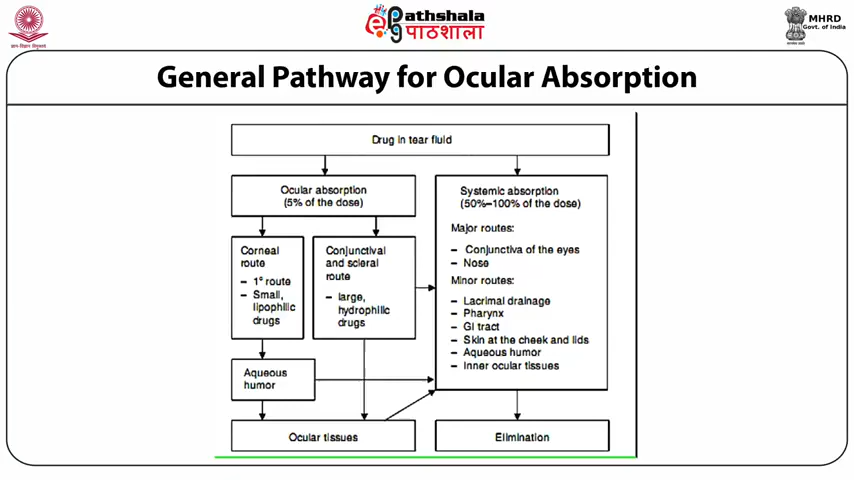 ePathshala
पाठशाला
MHRD
Govt. of India
General Pathway for Ocular Absorption
Drug in tear fluid
Ocular absorption
(5% of the dose)
Corneal
route
– 1° route
– Small,
lipophilic
drugs
Conjunctival
and scleral
route
– large,
hydrophilic
drugs
Aqueous
humor
Ocular tissues
Systemic absorption
(50%–100% of the dose)
Major routes:
– Conjunctiva of the eyes
– Nose
Minor routes:
– Lacrimal drainage
– Pharynx
– GI tract
– Skin at the cheek and lids
– Aqueous humor
– Inner ocular tissues
Elimination